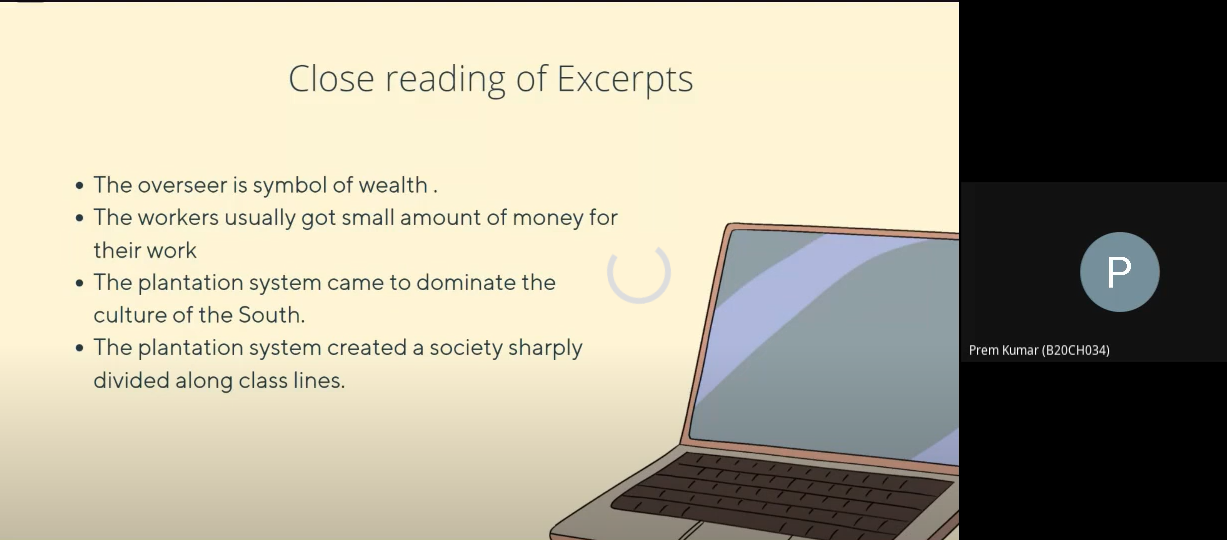 Close reading of Excerpts
• The overseer is symbol of wealth .
• The workers usually got small amount of money for
their work
• The plantation system came to dominate the
culture of the South.
• The plantation system created a society sharply
divided along class lines.
P
Prem Kumar (B20CH034)